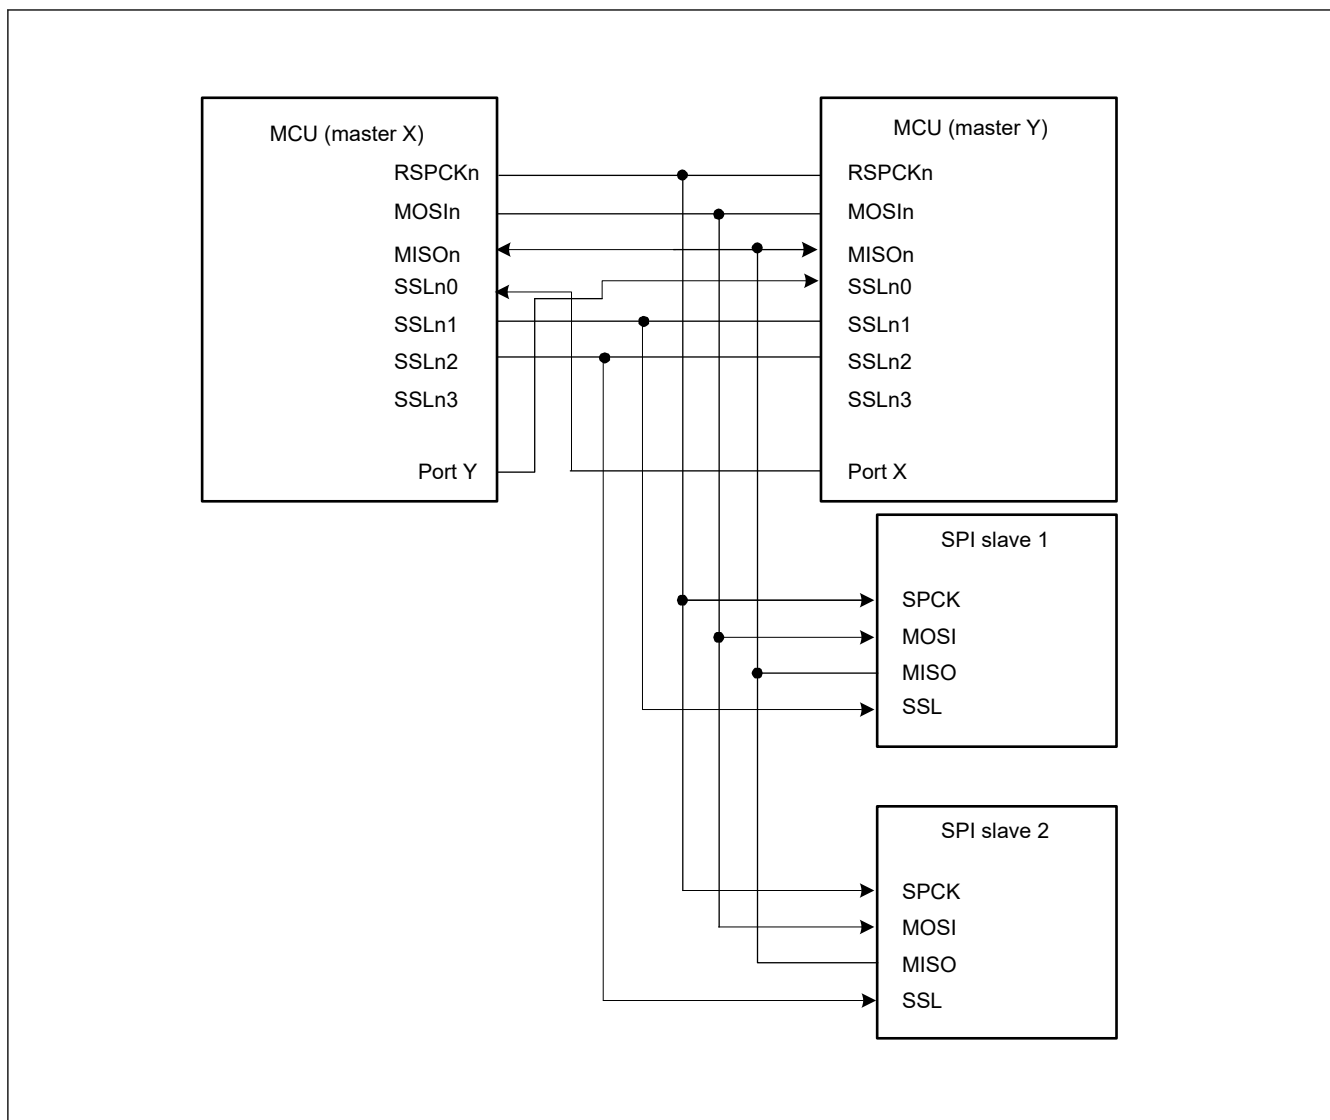 MCU (master X)
RSPCKn
MOSIn
MISOn
SSLn0
SSLn1
SSLn2
SSLn3
Port Y
MCU (master Y)
RSPCKn
MOSIn
MISOn
SSLn0
SSLn1
SSLn2
SSLn3
Port X
SPI slave 1
SPCK
MOSI
MISO
SSL
SPI slave 2
SPCK
MOSI
MISO
SSL